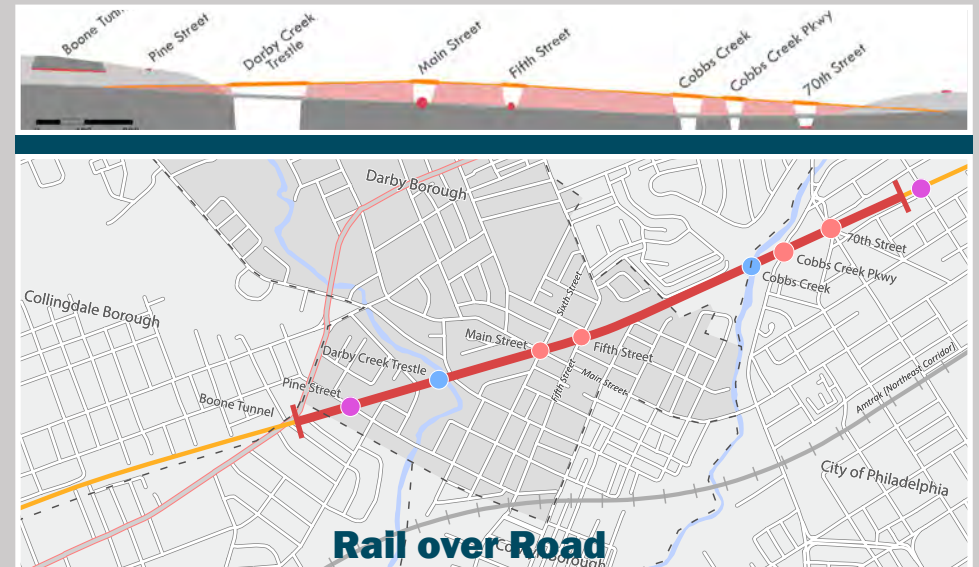 Boone
Pine Street
Darby Creek
Trestle
Main Street
Fifth Street
Cobbs Creek
Cobbs Creek Pkwy
70th Street
Darby Borough
70th Street
Cobbs Creek Pkwy
Cobbs Creek
Sixth Street
Collingdale Borough
Main Street
Fifth Street
Darby Creek Trestle
Fifth Street
Main Street
Amtrak [Northeast Corridor]
Pine Street
Boone Tunnel
City of Philadelphia
Rail over Road